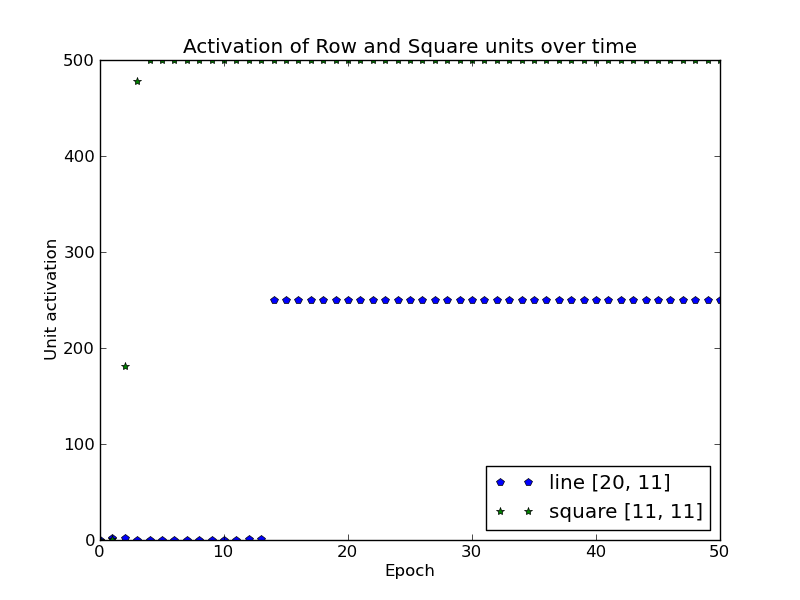 Activation of Row and Square units over time
500
400
300
200
100
0
Unit activation
0 10 20 30 40 50
Epoch
line [20, 11]
square [11, 11]